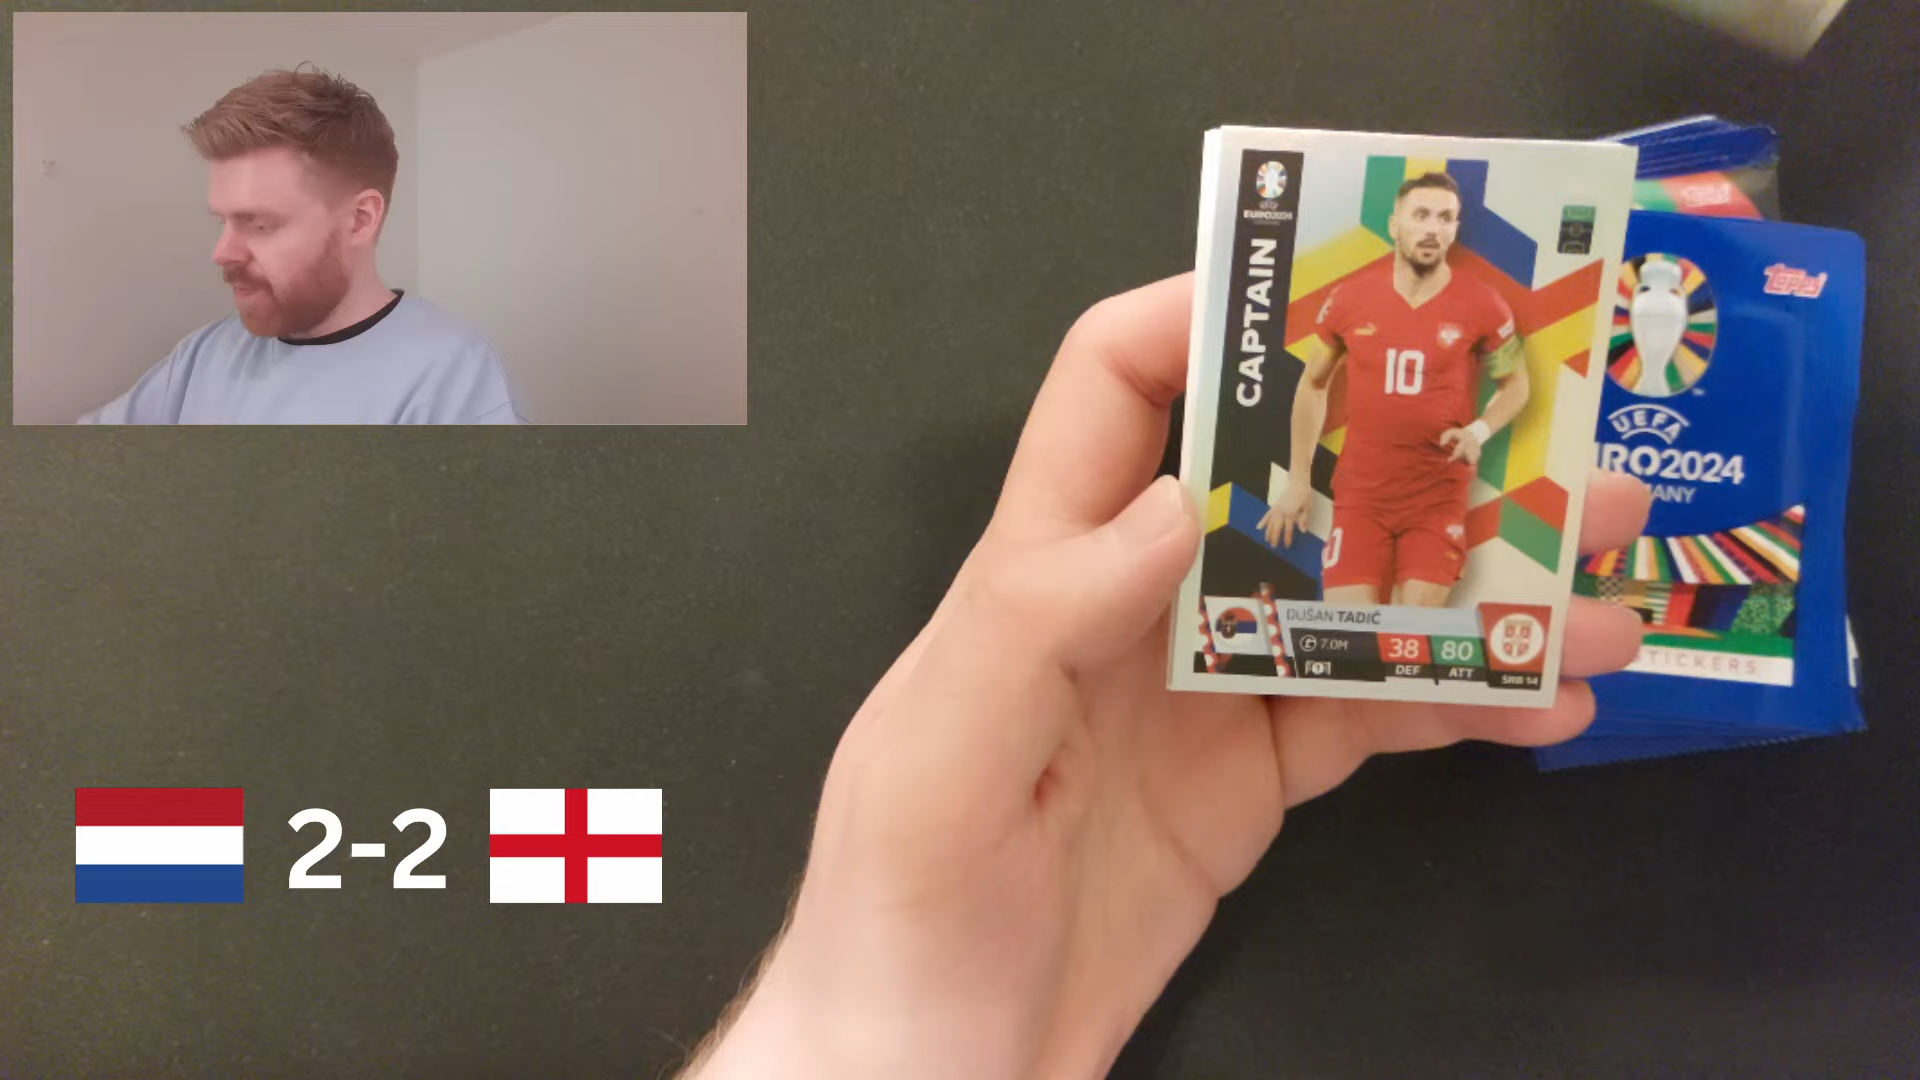 2-2
EURO2024
CAPTAIN
10
DUŠAN TADIĆ
7.0M
38
80
DEF
ATT
SRB 14
topps
topps
UEFA
RO2024
ANY
STICKERS